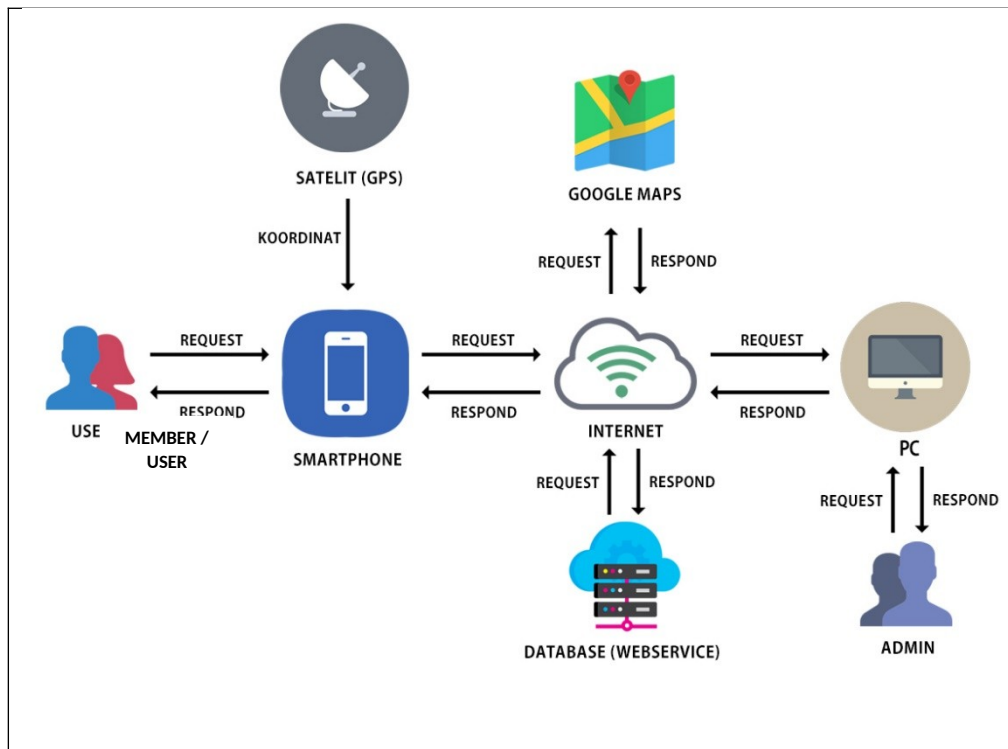 SATELIT (GPS)
GOOGLE MAPS
KOORDINAT
REQUEST
RESPOND
REQUEST
REQUEST
REQUEST
RESPOND
RESPOND
RESPOND
USE
MEMBER /
USER
SMARTPHONE
INTERNET
PC
REQUEST
RESPOND
REQUEST
RESPOND
DATABASE (WEBSERVICE)
ADMIN